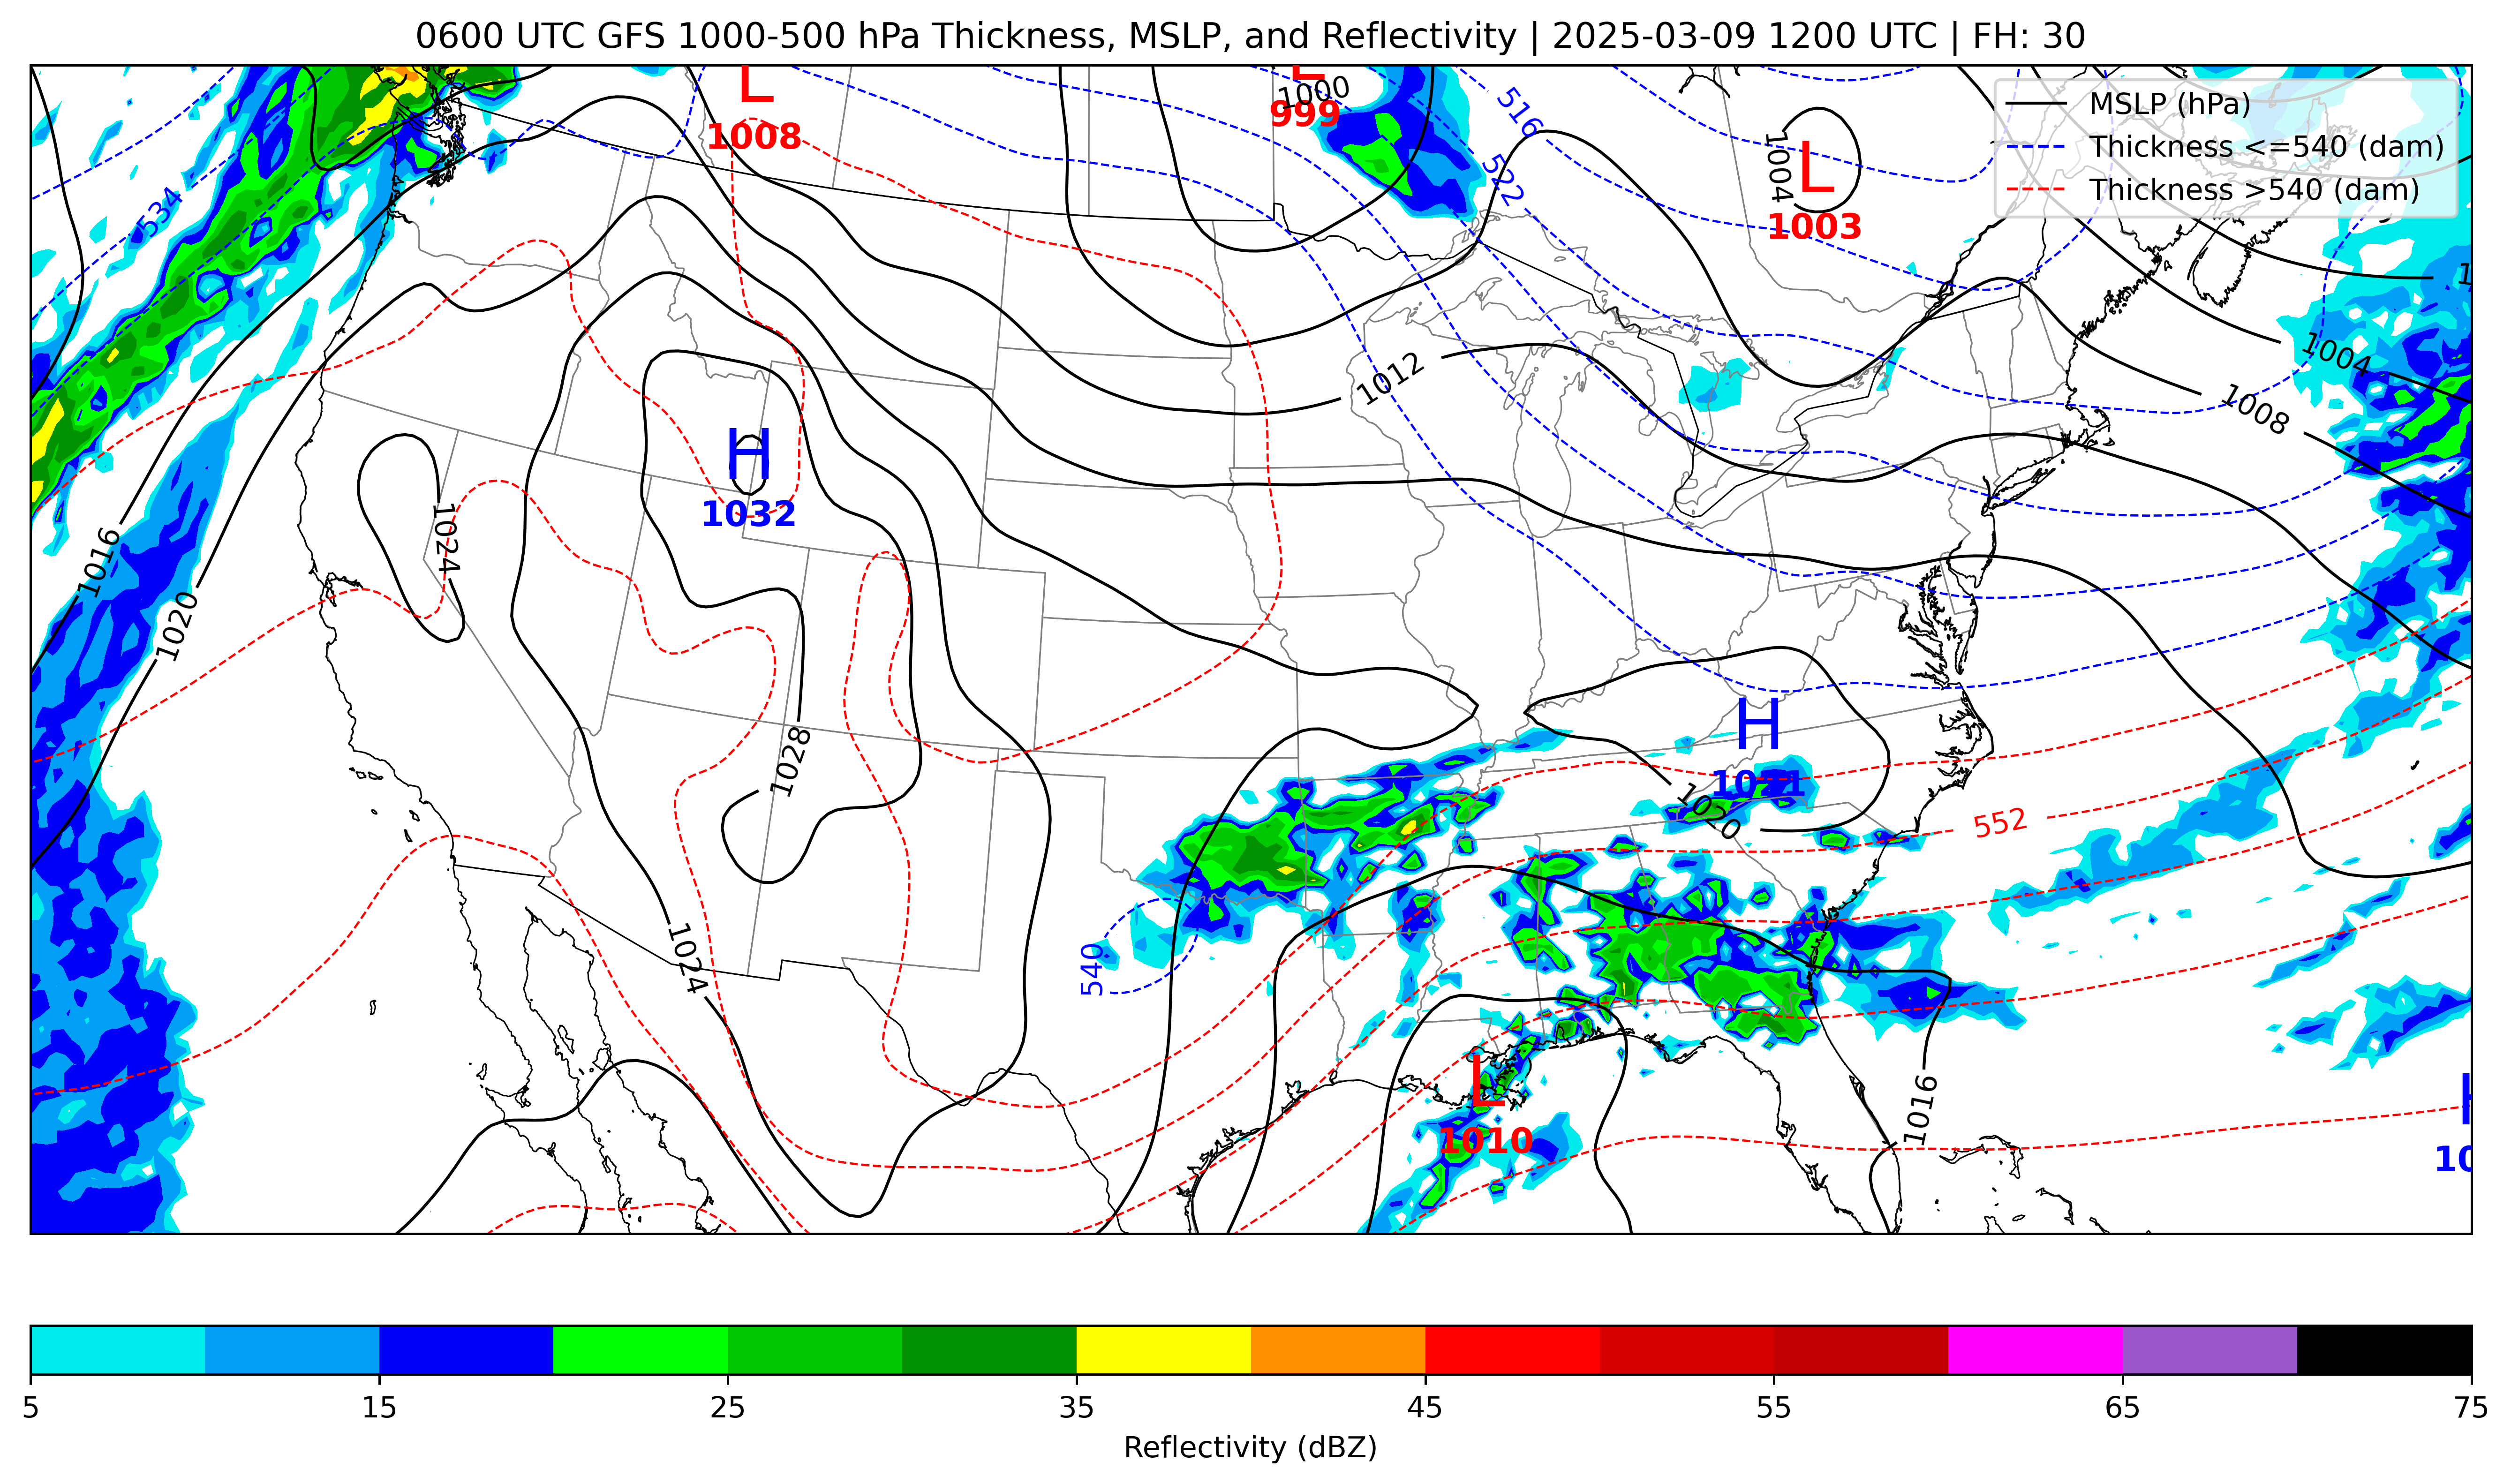 0600 UTC GFS 1000-500 hPa Thickness, MSLP, and Reflectivity | 2025-03-09 1200 UTC | FH: 30
MSLP (hPa)
Thickness <=540 (dam)
Thickness >540 (dam)
L
1008
L
1000
999
516
1004
L
1003
522
534
1004
1012
1008
H
1032
1024
1016
1020
H
1021
1028
1020
552
1024
540
L
1010
1016
5
15
25
35
45
55
65
75
Reflectivity (dBZ)